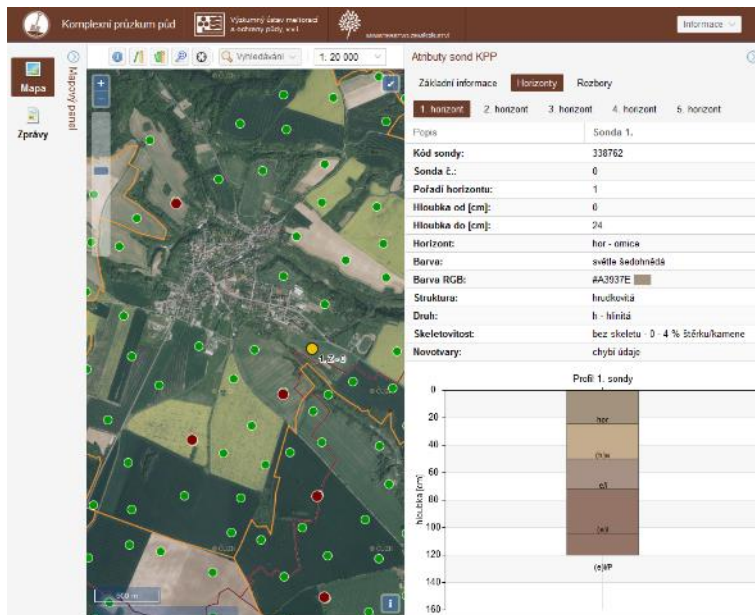 Komplexní průzkum půd
Výzkumný ústav meliorací
a ochrany půdy, v.v.i.
MINISTERSTVO ZEMĚDĚLSTVÍ
Informace
Mapa
Zprávy
Mapový panel
Vyhledávání
1: 20 000
1, Z-0
500 m
Atributy sond KPP
Základní informace
Horizonty
Rozbory
1. horizont
2. horizont
3. horizont
4. horizont
5. horizont
Popis Sonda 1.
Kód sondy: 338762
Sonda č.: 0
Pořadí horizontu: 1
Hloubka od [cm]: 0
Hloubka do [cm]: 24
Horizont: hor - ornice
Barva: světle šedohnědá
Barva RGB: #A3937E
Struktura: hrudkovitá
Druh: h - hlinitá
Skeletovitost: bez skeletu - 0 - 4 % štěrku/kamene
Novotvary: chybí údaje
Profil 1. sondy
hloubka [cm]
0
20
40
60
80
100
120
140
160
hor